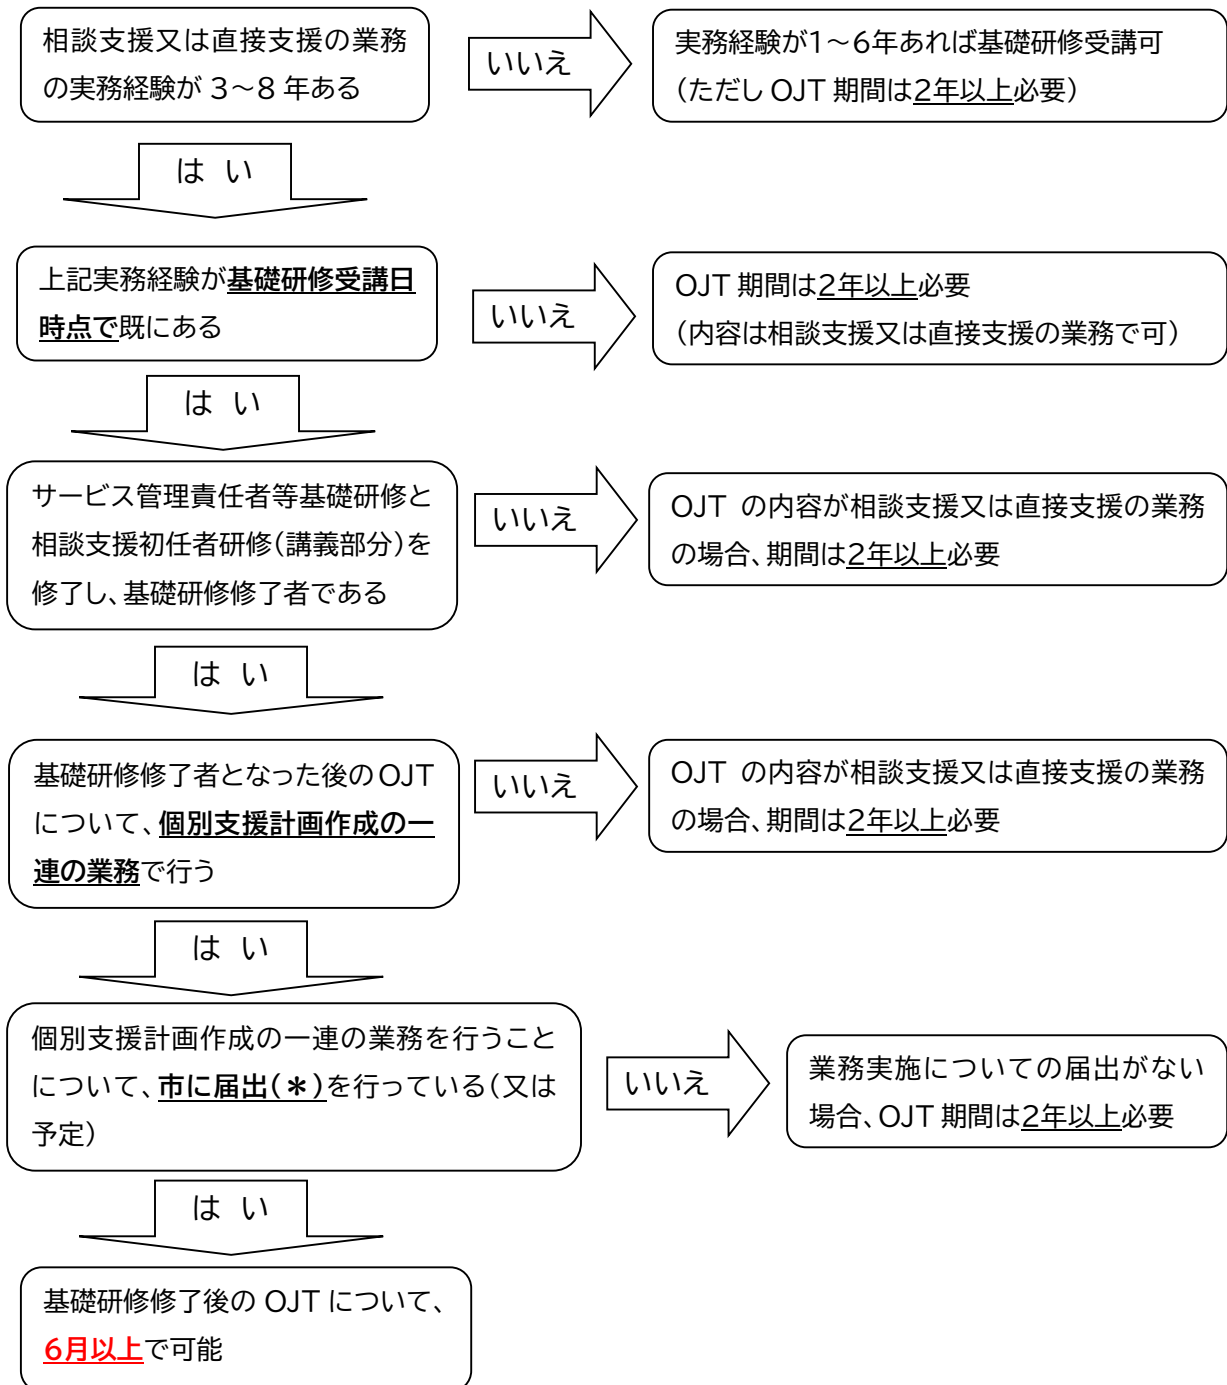 相談支援又は直接支援の業務
の実務経験が 3～8 年ある
いいえ
実務経験が1～6年あれば基礎研修受講可
（ただし OJT 期間は2年以上必要）
は い
上記実務経験が基礎研修受講日
時点で既にある
いいえ
OJT 期間は2年以上必要
（内容は相談支援又は直接支援の業務で可）
は い
サービス管理責任者等基礎研修と
相談支援初任者研修（講義部分）を
修了し、基礎研修修了者である
いいえ
OJT の内容が相談支援又は直接支援の業務
の場合、期間は2年以上必要
は い
基礎研修修了者となった後の OJT
について、個別支援計画作成の一
連の業務で行う
いいえ
OJT の内容が相談支援又は直接支援の業務
の場合、期間は2年以上必要
は い
個別支援計画作成の一連の業務を行うこと
について、市に届出（＊）を行っている（又は
予定）
いいえ
業務実施についての届出がない
場合、OJT 期間は2年以上必要
は い
基礎研修修了後の OJT について、
6月以上で可能